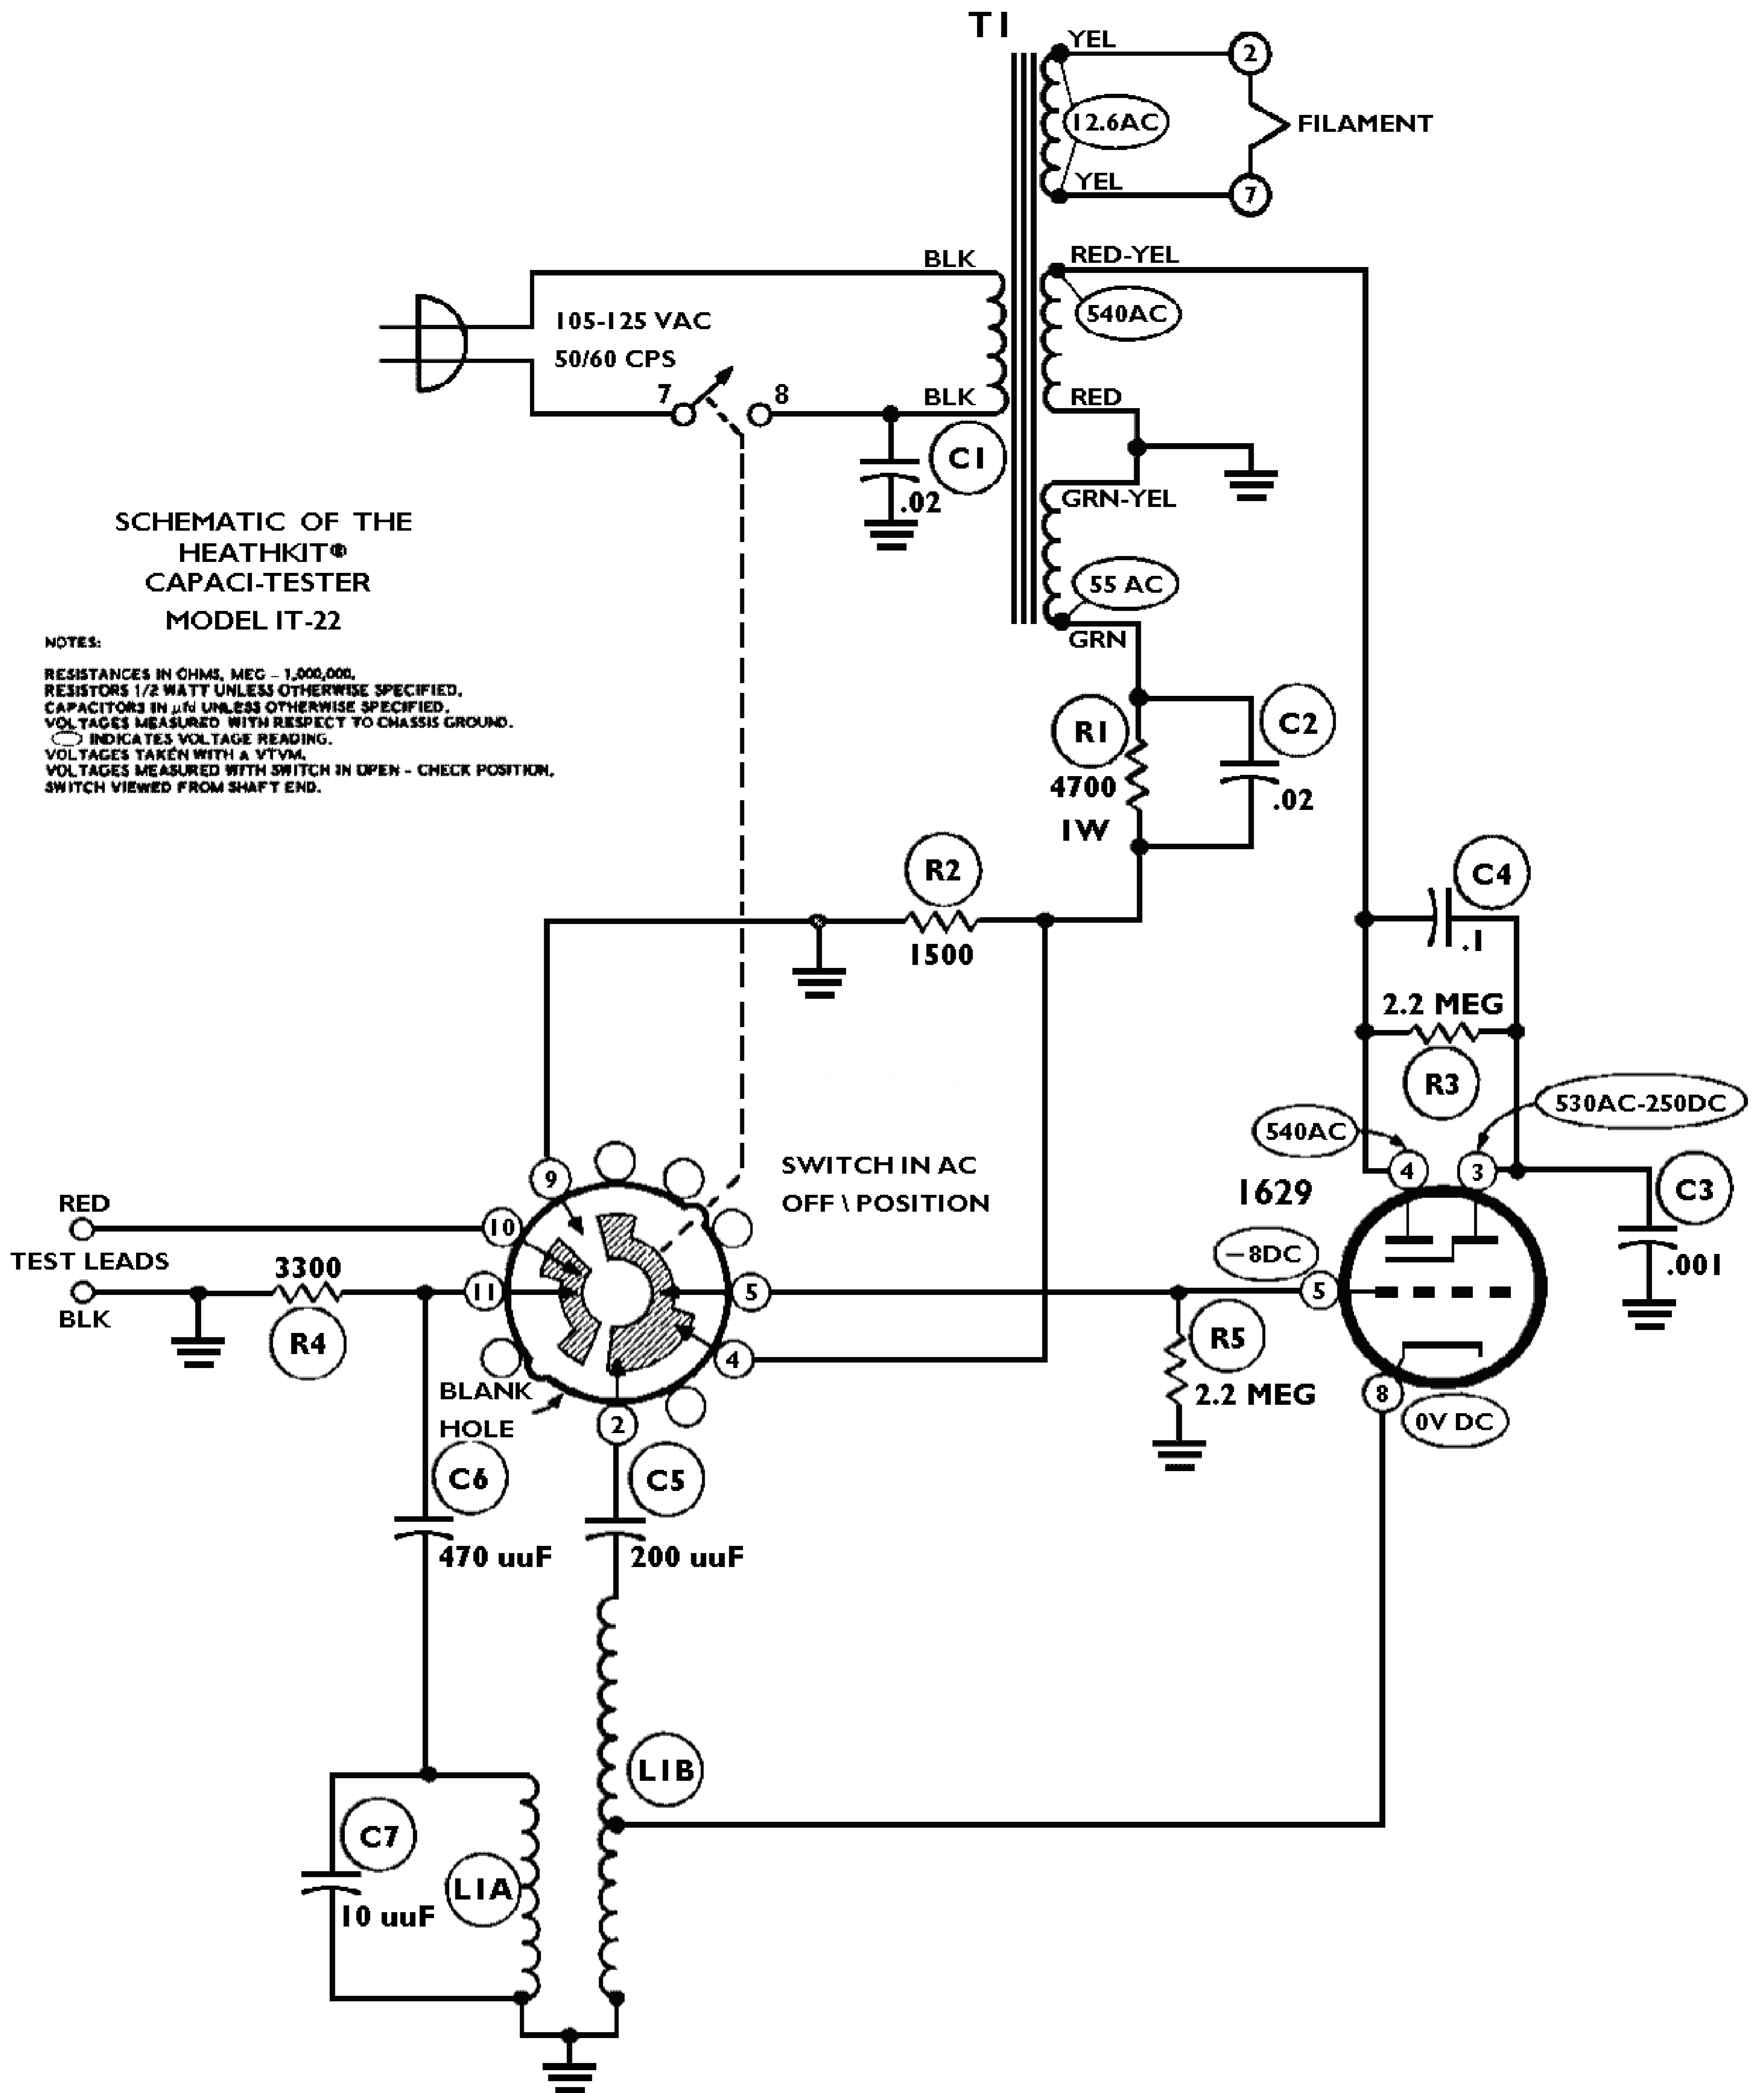 T1
YEL
2
12.6AC
FILAMENT
YEL
7
BLK
RED-YEL
105-125 VAC
540AC
50/60 CPS
7
8
BLK
RED
C1
.02
GRN-YEL
SCHEMATIC OF THE
HEATHKIT®
CAPACI-TESTER
MODEL IT-22
55 AC
GRN
NOTES:
RESISTANCES IN OHMS, MEG - 1,000,000.
RESISTORS 1/2 WATT UNLESS OTHERWISE SPECIFIED.
CAPACITORS IN μfd UNLESS OTHERWISE SPECIFIED.
VOLTAGES MEASURED WITH RESPECT TO CHASSIS GROUND.
INDICATES VOLTAGE READING.
VOLTAGES TAKEN WITH A VTVM.
VOLTAGES MEASURED WITH SWITCH IN OPEN - CHECK POSITION.
SWITCH VIEWED FROM SHAFT END.
R1
4700
1W
C2
.02
R2
1500
C4
.1
2.2 MEG
R3
530AC-250DC
540AC
4
3
1629
C3
.001
SWITCH IN AC
OFF \ POSITION
9
RED
10
TEST LEADS
3300
11
BLK
R4
5
−8DC
5
R5
2.2 MEG
4
BLANK
HOLE
2
8
0V DC
C6
470 uuF
C5
200 uuF
L1B
C7
10 uuF
L1A